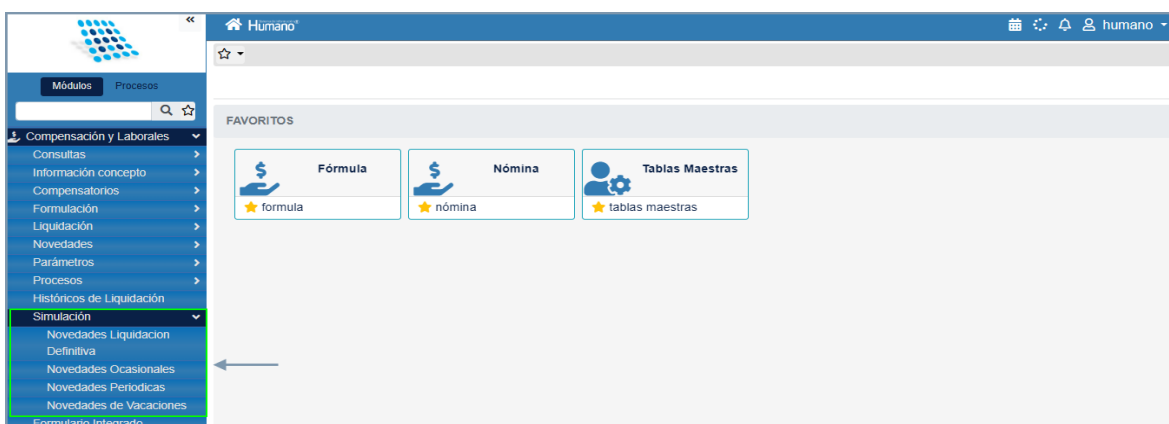 Humano®
humano
Módulos
Procesos
FAVORITOS
Compensación y Laborales
Consultas
Información concepto
Compensatorios
Formulación
Liquidación
Novedades
Parámetros
Procesos
Históricos de Liquidación
Simulación
Novedades Liquidacion
Definitiva
Novedades Ocasionales
Novedades Periodicas
Novedades de Vacaciones
Formulario Integrado
Fórmula
formula
Nómina
nómina
Tablas Maestras
tablas maestras